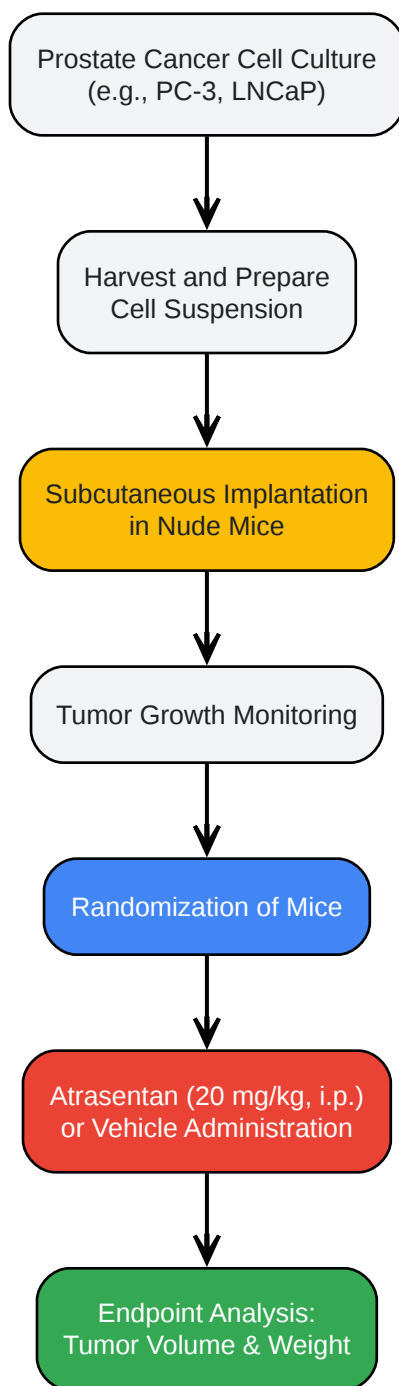 Prostate Cancer Cell Culture
(e.g., PC-3, LNCaP)
Harvest and Prepare
Cell Suspension
Subcutaneous Implantation
in Nude Mice
Tumor Growth Monitoring
Randomization of Mice
Atrasentan (20 mg/kg, i.p.)
or Vehicle Administration
Endpoint Analysis:
Tumor Volume & Weight